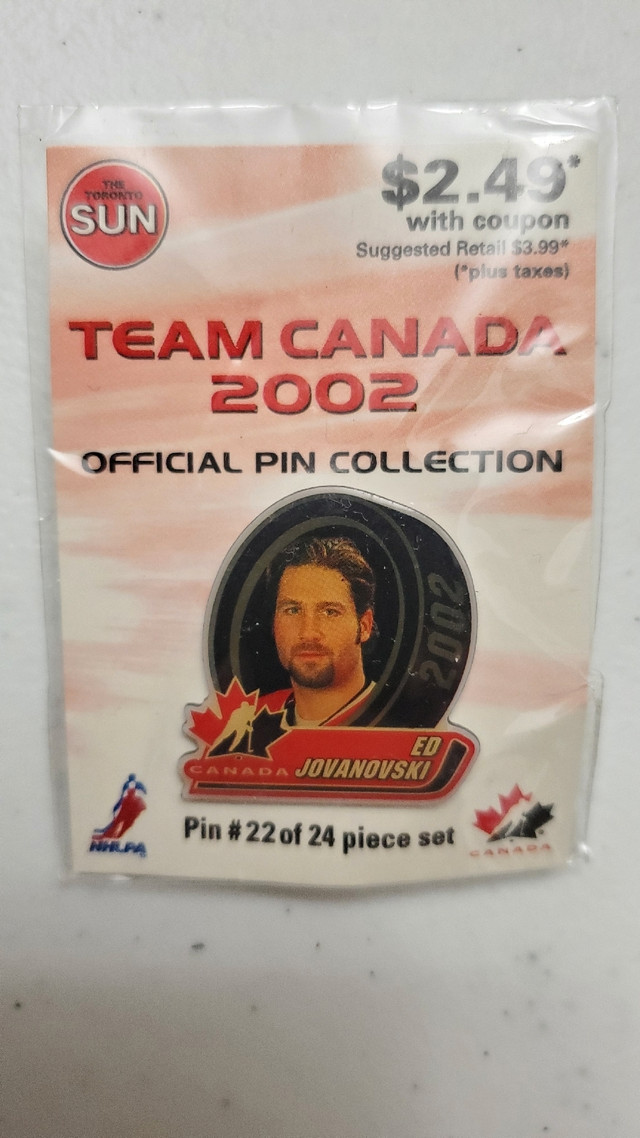 THE
TORONTO
SUN
$2.49*
with coupon
Suggested Retail $3.99*
(*plus taxes)
TEAM CANADA
2002
OFFICIAL PIN COLLECTION
2002
ED
CANADA JOVANOVSKI
Pin #22 of 24 piece set
NHLPA
CANADA